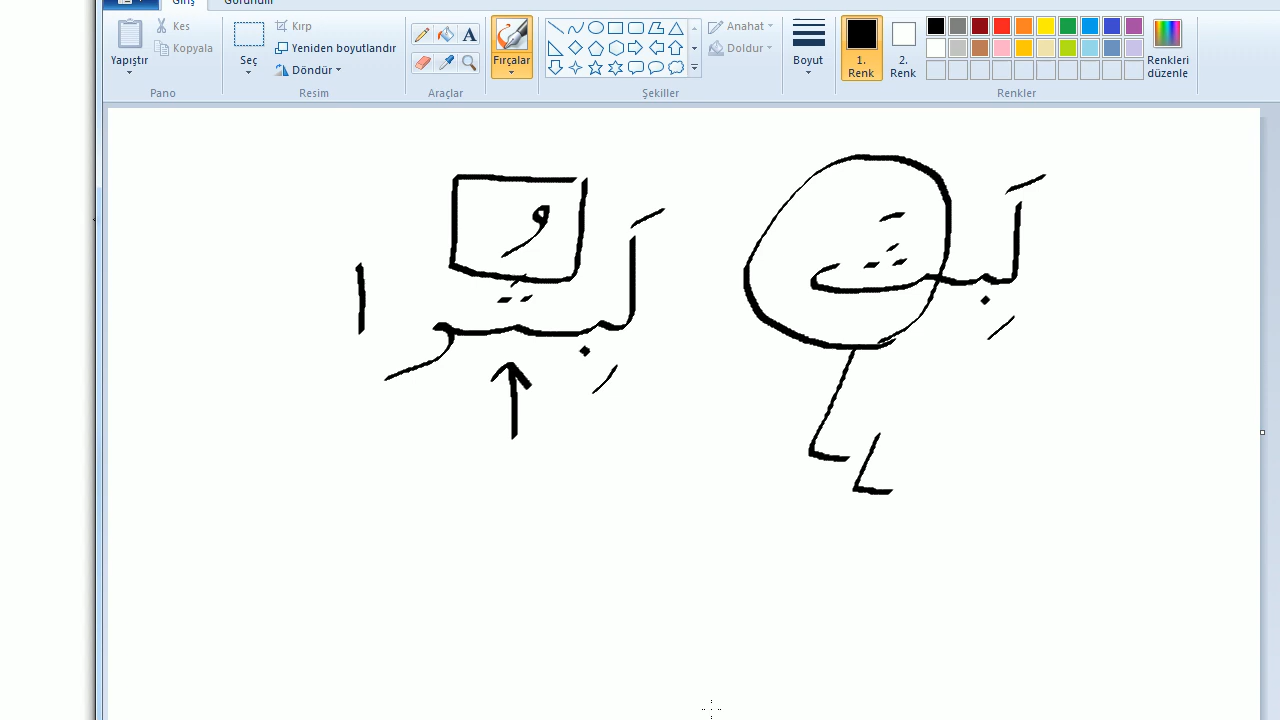 Giriş Görünüm
Yapıştır Kes Kopyala
Seç Kırp Yeniden boyutlandır Döndür
A
Fırçalar
Anahat Doldur
Boyut
1. Renk
2. Renk
Renkleri düzenle
Pano Resim Araçlar Şekiller Renkler
لَبِثَ لَبِثُوا